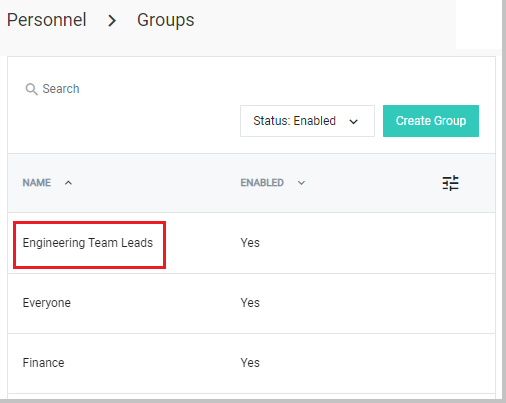 Personnel > Groups
Search
Status: Enabled
Create Group
NAME ENABLED
Engineering Team Leads Yes
Everyone Yes
Finance Yes